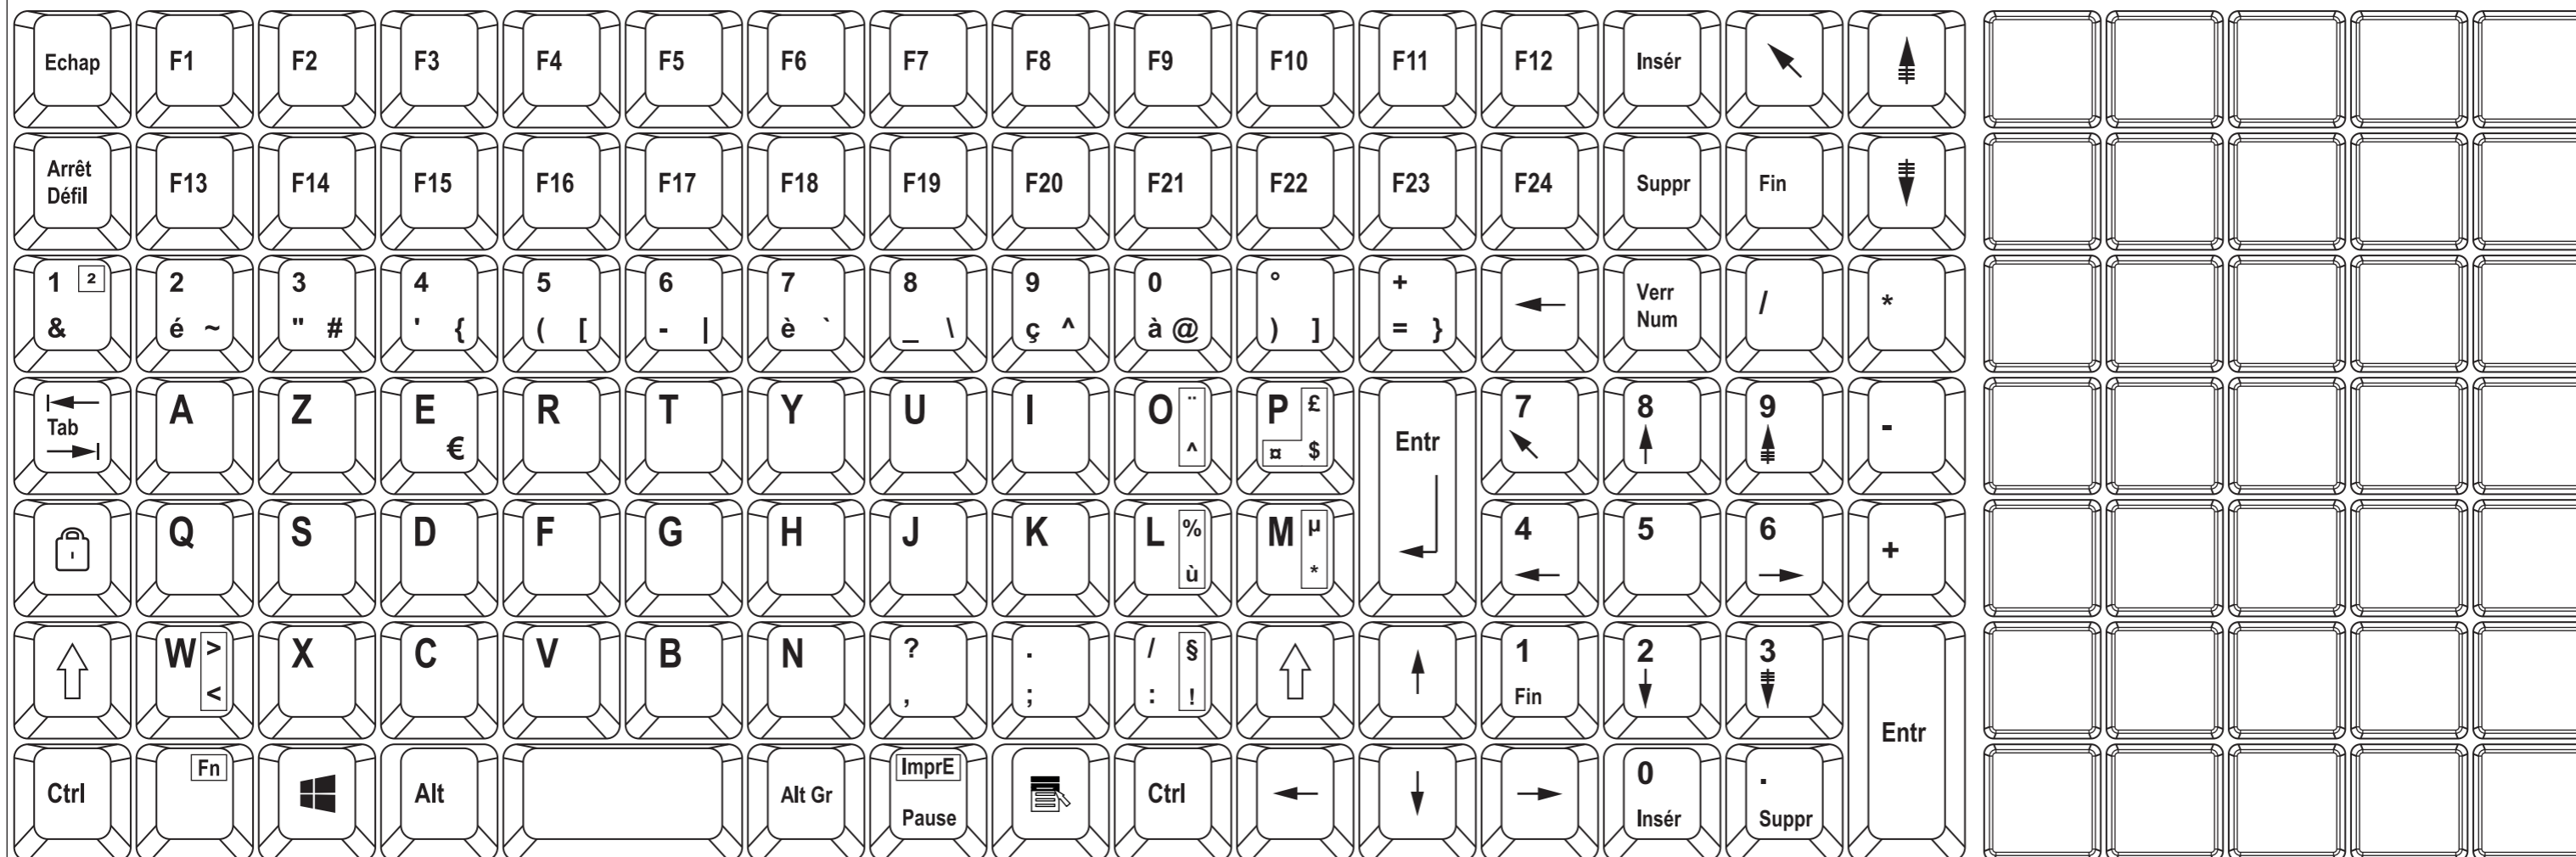 Echap F1 F2 F3 F4 F5 F6 F7 F8 F9 F10 F11 F12 Insér
Arrêt
Défil F13 F14 F15 F16 F17 F18 F19 F20 F21 F22 F23 F24 Suppr Fin
1 ² 2 3 4 5 6 7 8 9 0 ° + Verr / *
& é ~ " # ' { ( [ - | è ` _ \ ç ^ à @ ) ] = } Num
Tab A Z E R T Y U I O ¨ P £ Entr 7 8 9 -
€ ^ ¤ $
Q S D F G H J K L % M µ 4 5 6 +
ù *
W > X C V B N ? . / § 1 2 3
< , ; : ! Fin
Entr
Ctrl Fn Alt Alt Gr ImprE Ctrl 0 .
Pause Insér Suppr